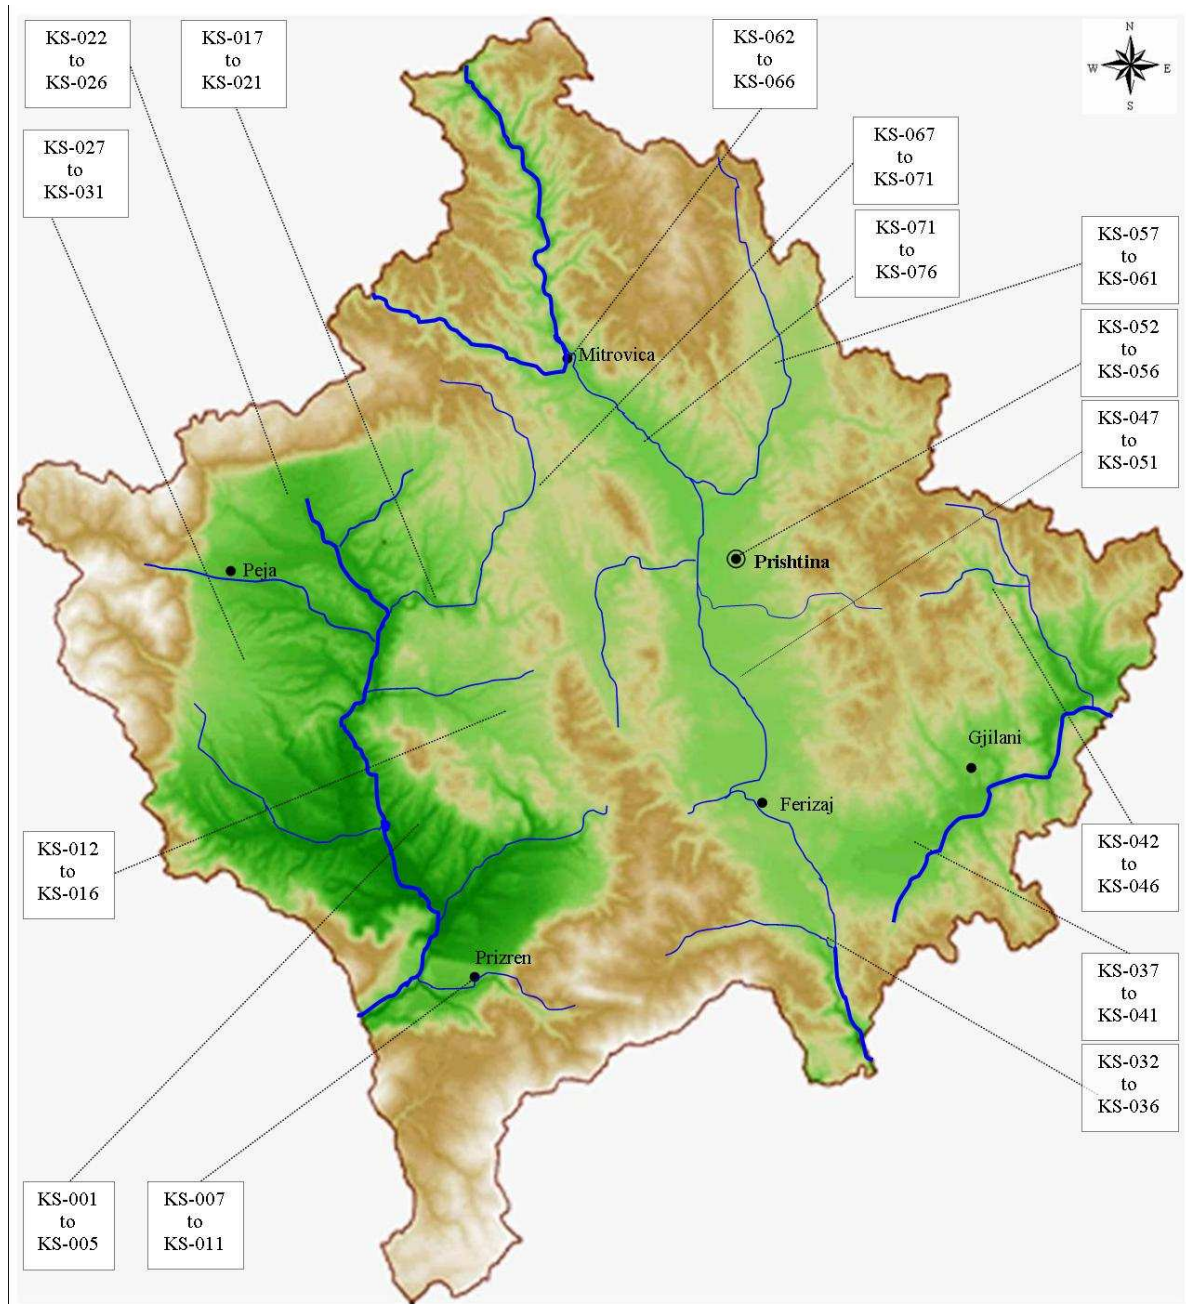 KS-022
to
KS-026
KS-017
to
KS-021
KS-062
to
KS-066
N
W E
S
KS-027
to
KS-031
KS-067
to
KS-071
KS-071
to
KS-076
KS-057
to
KS-061
KS-052
to
KS-056
Mitrovica
KS-047
to
KS-051
Peja
Prishtina
Gjilani
Ferizaj
KS-012
to
KS-016
KS-042
to
KS-046
Prizren
KS-037
to
KS-041
KS-032
to
KS-036
KS-001
to
KS-005
KS-007
to
KS-011